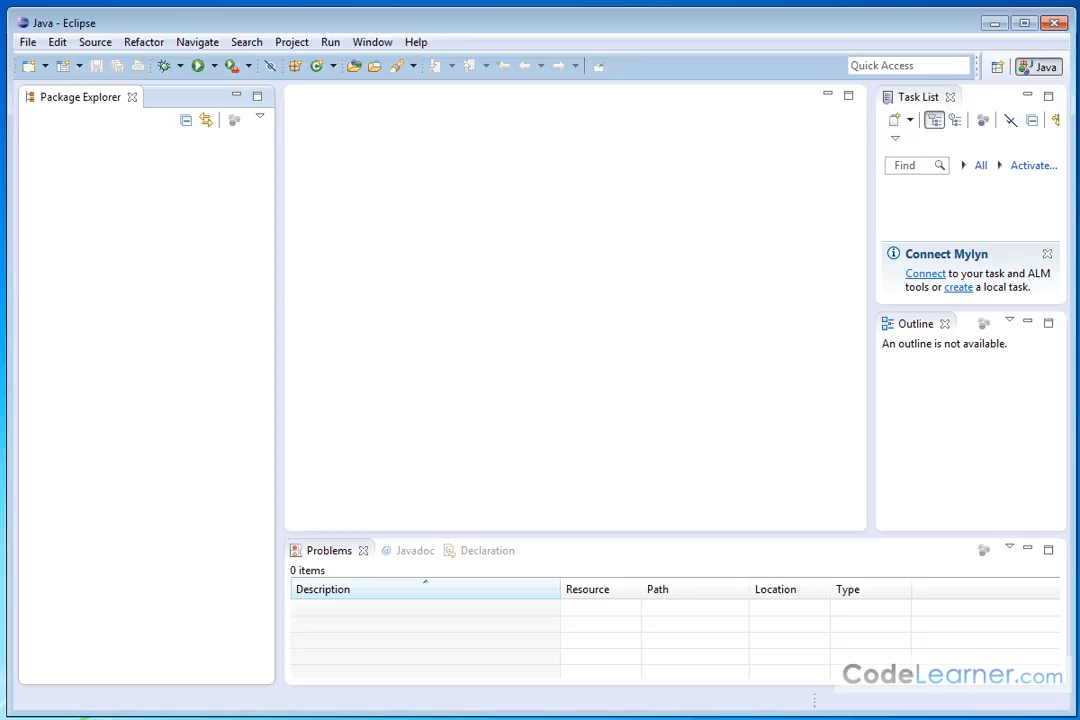 Java - Eclipse
File Edit Source Refactor Navigate Search Project Run Window Help
Quick Access
Java
Package Explorer
Task List
Find All Activate...
Connect Mylyn
Connect to your task and ALM
tools or create a local task.
Outline
An outline is not available.
Problems @ Javadoc Declaration
0 items
Description Resource Path Location Type
CodeLearner.com